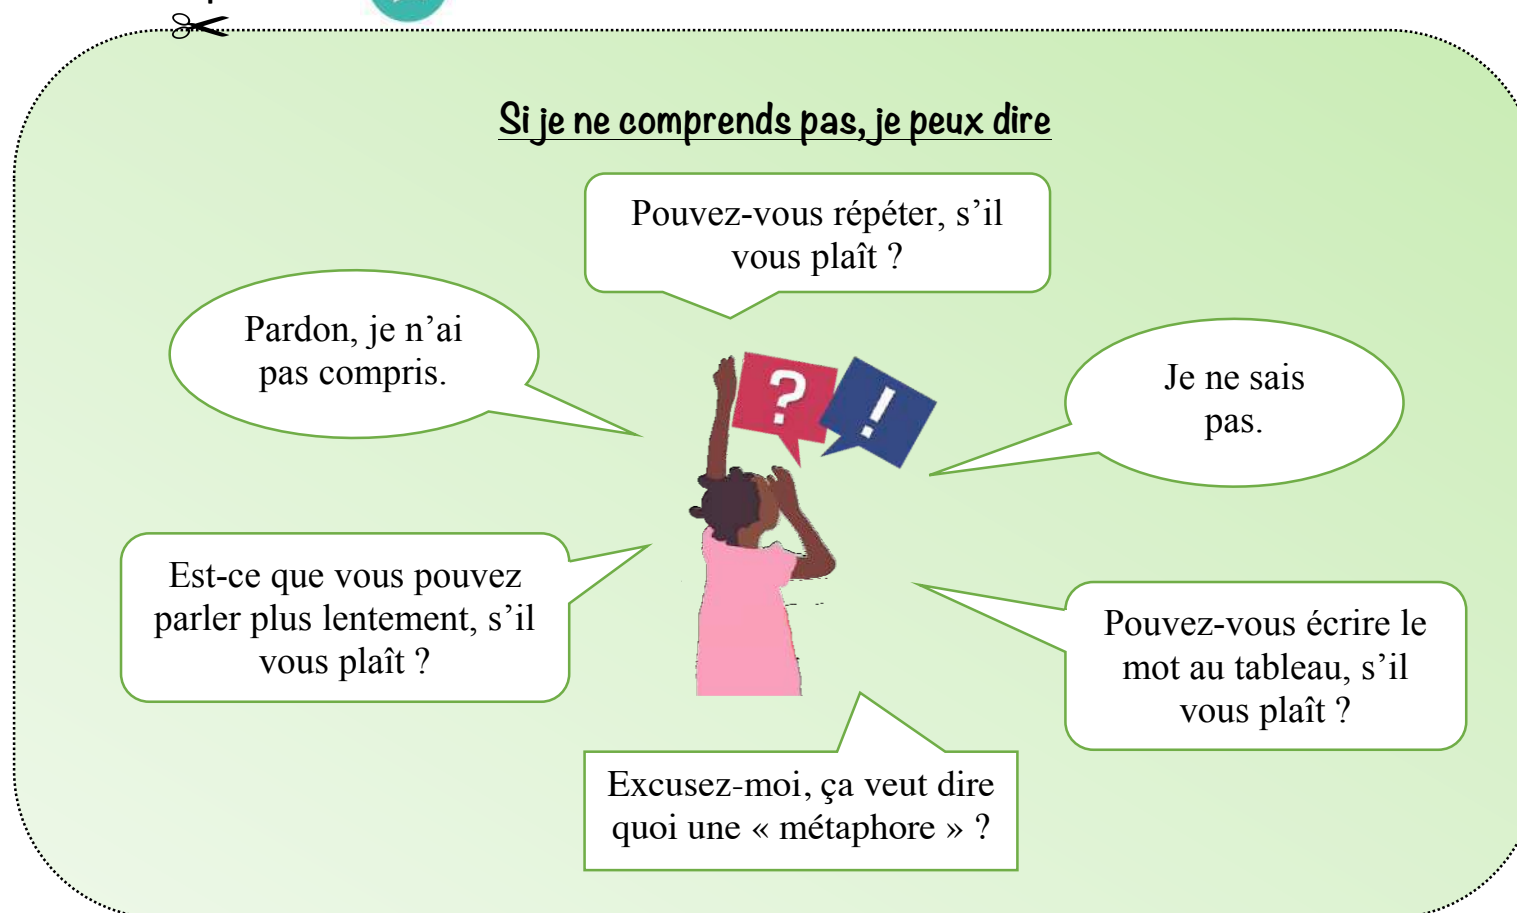 Si je ne comprends pas, je peux dire
Pouvez-vous répéter, s’il
vous plaît ?
Pardon, je n’ai
pas compris.
Je ne sais
pas.
?
!
Est-ce que vous pouvez
parler plus lentement, s’il
vous plaît ?
Pouvez-vous écrire le
mot au tableau, s’il
vous plaît ?
Excusez-moi, ça veut dire
quoi une « métaphore » ?